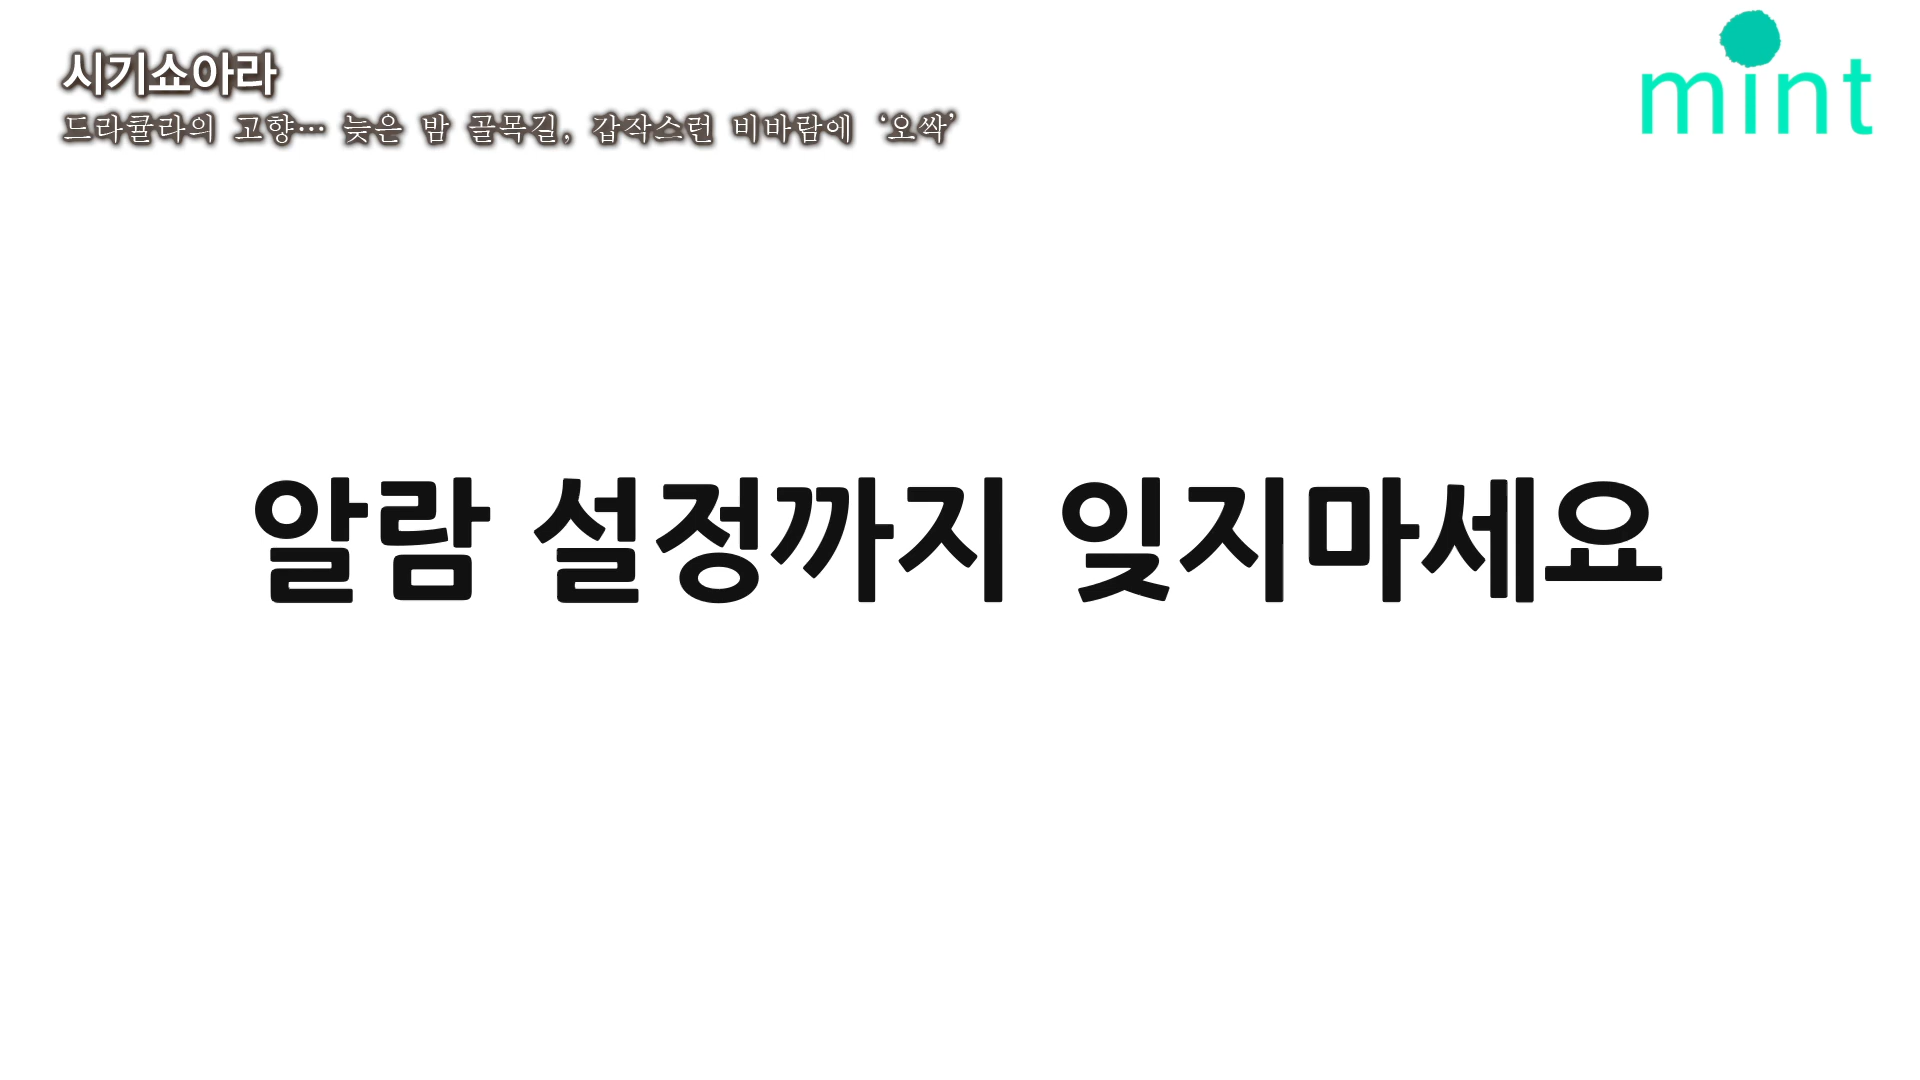 시기쇼아라
드라큘라의 고향… 늦은 밤 골목길, 갑작스런 비바람에 ‘오싹’
mint
알람 설정까지 잊지마세요